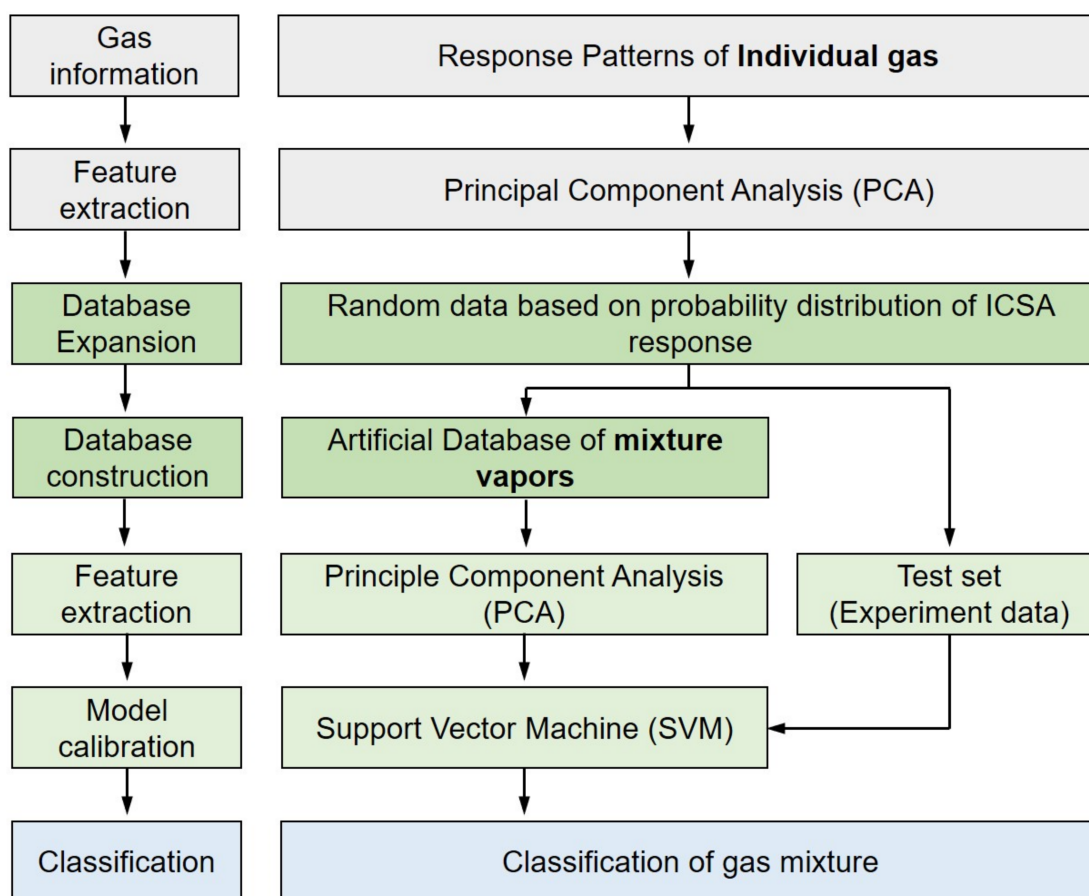 Gas
information
Response Patterns of Individual gas
Feature
extraction
Principal Component Analysis (PCA)
Database
Expansion
Random data based on probability distribution of ICSA
response
Database
construction
Artificial Database of mixture
vapors
Feature
extraction
Principle Component Analysis
(PCA)
Test set
(Experiment data)
Model
calibration
Support Vector Machine (SVM)
Classification
Classification of gas mixture